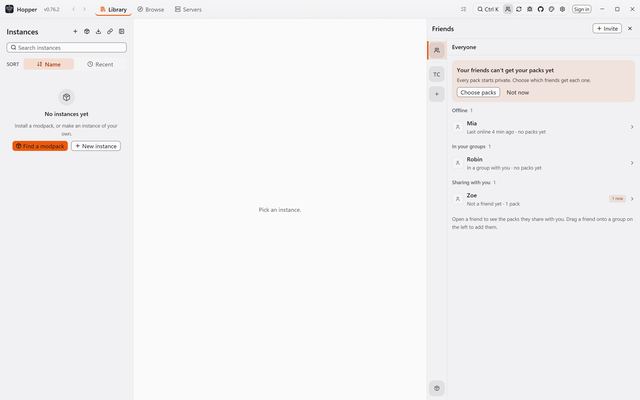 Hopper v0.76.2
Library
Browse
Servers
Ctrl K
Sign in
Instances
Search instances
SORT
Name
Recent
No instances yet
Install a modpack, or make an instance of your
own.
Find a modpack
New instance
Pick an instance.
Friends
Invite
TC
Everyone
Your friends can't get your packs yet
Every pack starts private. Choose which friends get each one.
Choose packs
Not now
Offline 1
Mia
Last online 4 min ago · no packs yet
In your groups 1
Robin
In a group with you · no packs yet
Sharing with you 1
Zoe
Not a friend yet · 1 pack
1 new
Open a friend to see the packs they share with you. Drag a friend onto a group on
the left to add them.